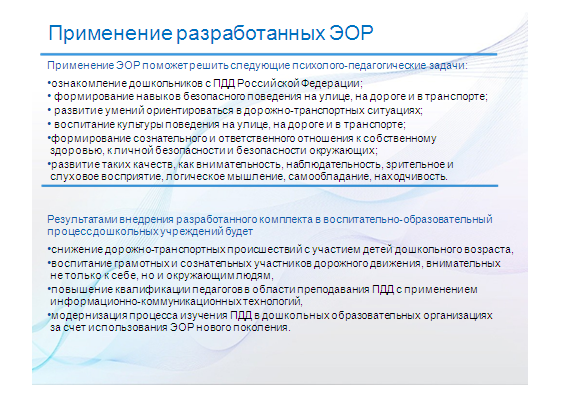 Применение разработанных ЭОР
Применение ЭОР поможет решить следующие психолого-педагогические задачи:
•ознакомление дошкольников с ПДД Российской Федерации;
• формирование навыков безопасного поведения на улице, на дороге и в транспорте;
• развитие умений ориентироваться в дорожно-транспортных ситуациях;
• воспитание культуры поведения на улице, на дороге и в транспорте;
•формирование сознательного и ответственного отношения к собственному
здоровью, к личной безопасности и безопасности окружающих;
•развитие таких качеств, как внимательность, наблюдательность, зрительное и
слуховое восприятие, логическое мышление, самообладание, находчивость.
Результатами внедрения разработанного комплекта в воспитательно-образовательный
процесс дошкольных учреждений будет
•снижение дорожно-транспортных происшествий с участием детей дошкольного возраста,
•воспитание грамотных и сознательных участников дорожного движения, внимательных
не только к себе, но и окружающим людям,
•повышение квалификации педагогов в области преподавания ПДД с применением
информационно-коммуникационных технологий,
•модернизация процесса изучения ПДД в дошкольных образовательных организациях
за счет использования ЭОР нового поколения.